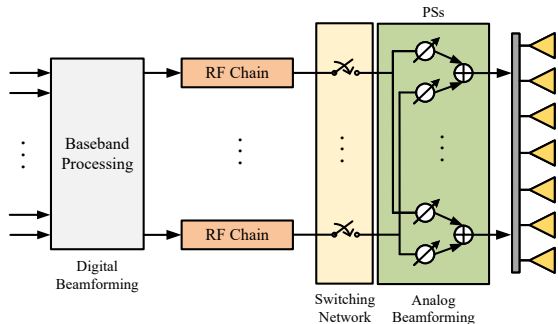 PSs
RF Chain
Baseband
Processing
RF Chain
Digital
Beamforming
Switching
Network
Analog
Beamforming